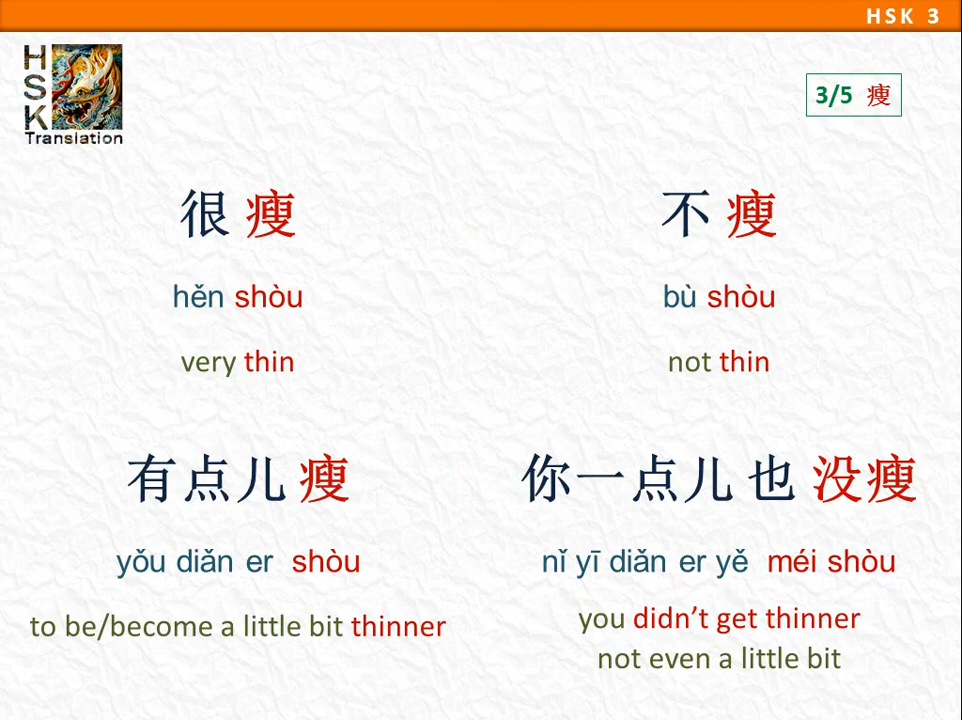 HSK 3
HSK
Translation
3/5 瘦
很 瘦
hěn shòu
very thin
不 瘦
bù shòu
not thin
有点儿 瘦
yǒu diǎn er shòu
to be/become a little bit thinner
你一点儿 也 没瘦
nǐ yī diǎn er yě méi shòu
you didn’t get thinner
not even a little bit